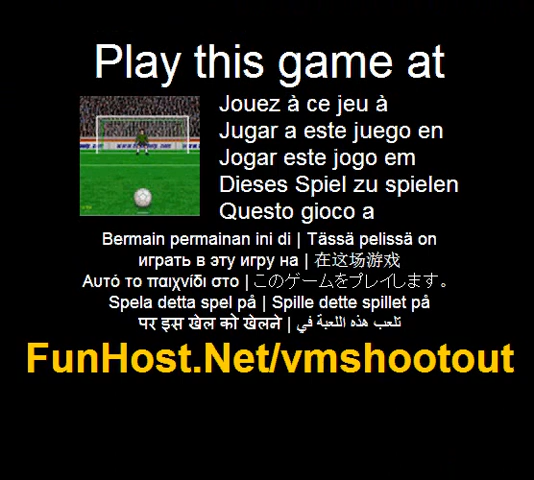 Play this game at
Jouez à ce jeu à
Jugar a este juego en
Jogar este jogo em
Dieses Spiel zu spielen
Questo gioco a
Bermain permainan ini di | Tässä pelissä on
играть в эту игру на | 在这场游戏
Αυτό το παιχνίδι στο | このゲームをプレイします。
Spela detta spel på | Spille dette spillet på
पर इस खेल को खेलने | تلعب هذه اللعبة في
FunHost.Net/vmshootout